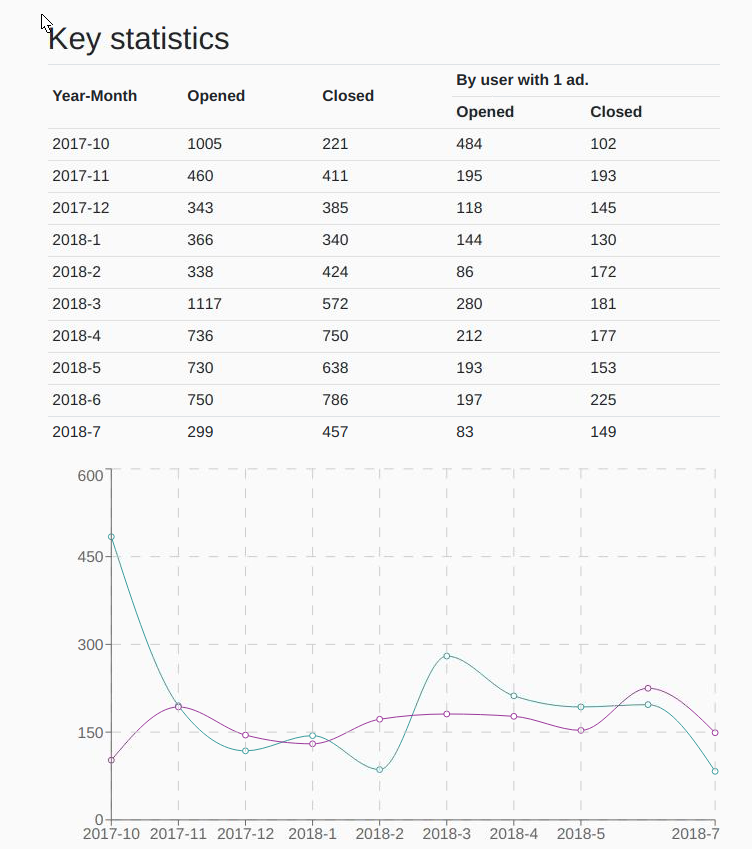 Key statistics
By user with 1 ad.
Year-Month Opened Closed
Opened Closed
2017-10 1005 221 484 102
2017-11 460 411 195 193
2017-12 343 385 118 145
2018-1 366 340 144 130
2018-2 338 424 86 172
2018-3 1117 572 280 181
2018-4 736 750 212 177
2018-5 730 638 193 153
2018-6 750 786 197 225
2018-7 299 457 83 149
600
450
300
150
0
2017-10 2017-11 2017-12 2018-1 2018-2 2018-3 2018-4 2018-5 2018-7